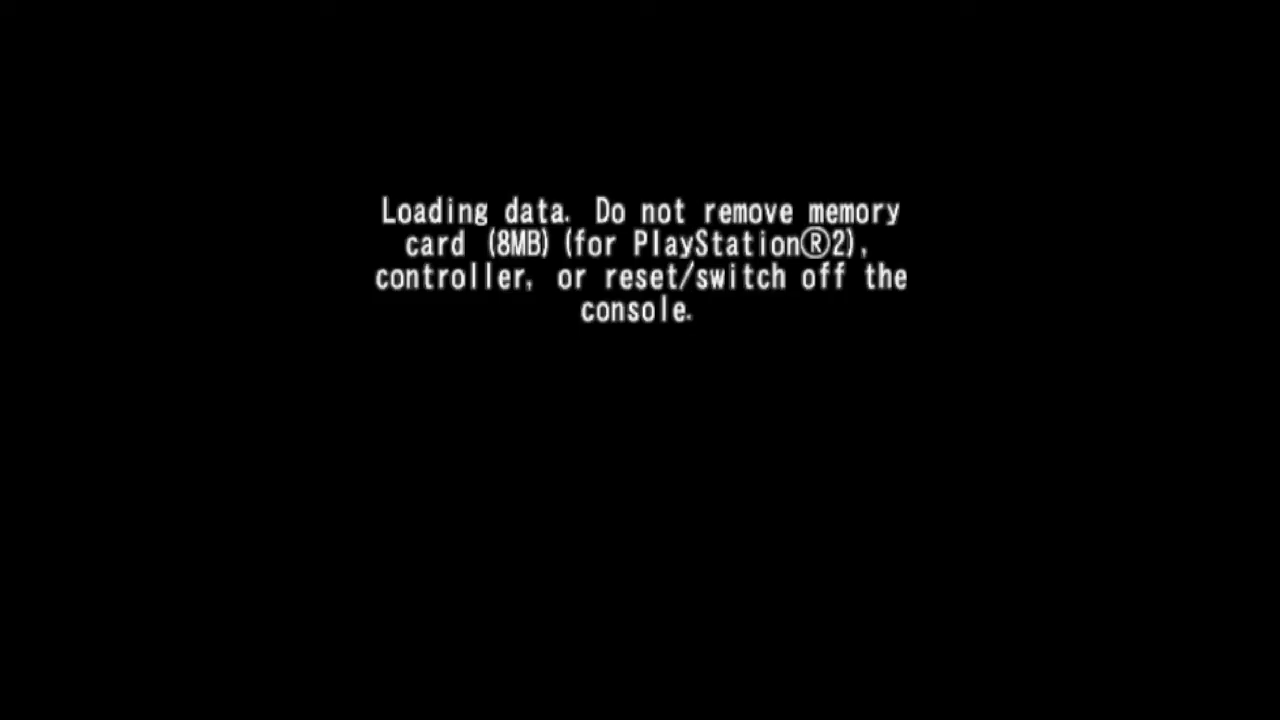 Loading data. Do not remove memory
card (8MB) (for PlayStation®2),
controller, or reset/switch off the
console.